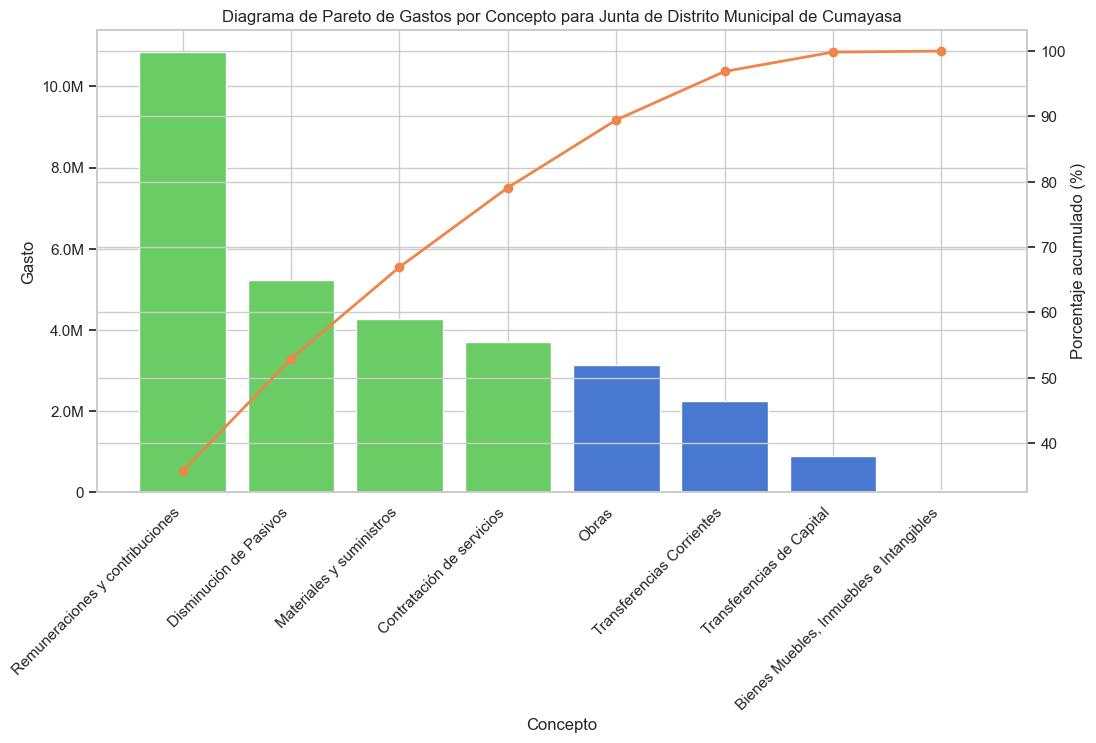 Diagrama de Pareto de Gastos por Concepto para Junta de Distrito Municipal de Cumayasa
Gasto
10.0M
8.0M
6.0M
4.0M
2.0M
0
100
90
80
70
60
50
40
Porcentaje acumulado (%)
Remuneraciones y contribuciones
Disminución de Pasivos
Materiales y suministros
Contratación de servicios
Obras
Transferencias Corrientes
Transferencias de Capital
Bienes Muebles, Inmuebles e Intangibles
Concepto